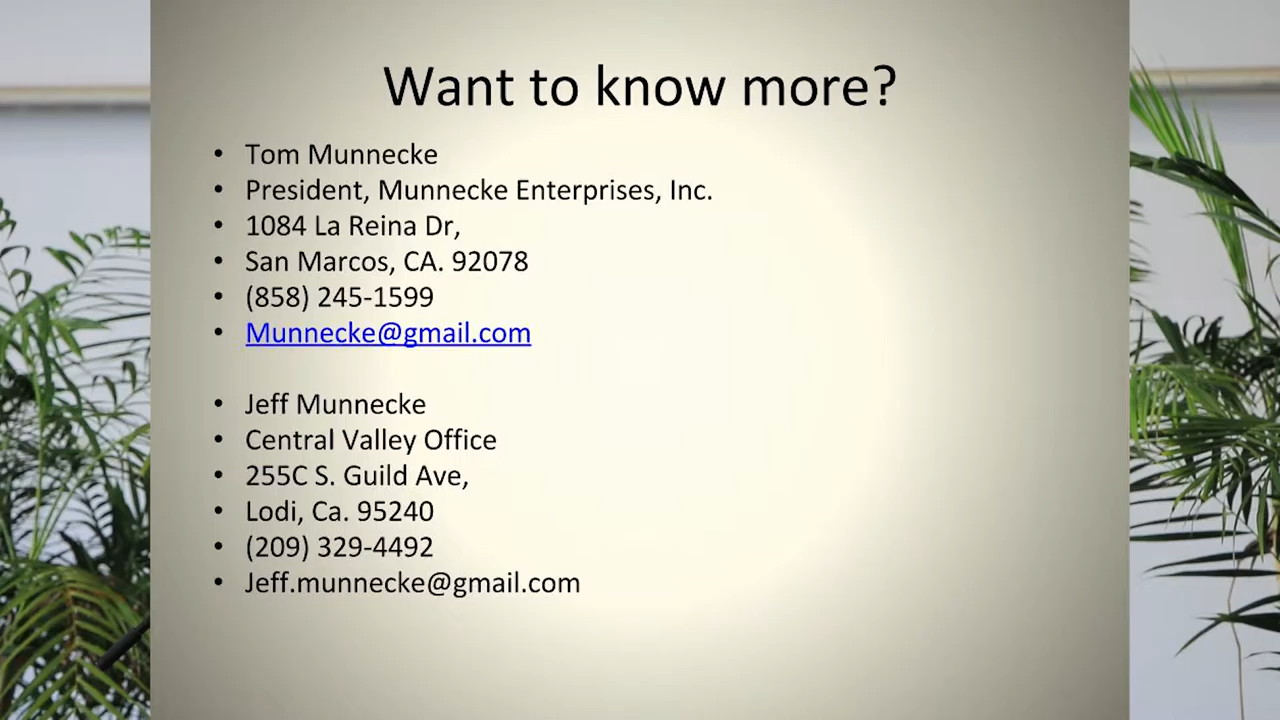 Want to know more?
• Tom Munnecke
• President, Munnecke Enterprises, Inc.
• 1084 La Reina Dr,
• San Marcos, CA. 92078
• (858) 245-1599
• Munnecke@gmail.com
• Jeff Munnecke
• Central Valley Office
• 255C S. Guild Ave,
• Lodi, Ca. 95240
• (209) 329-4492
• Jeff.munnecke@gmail.com